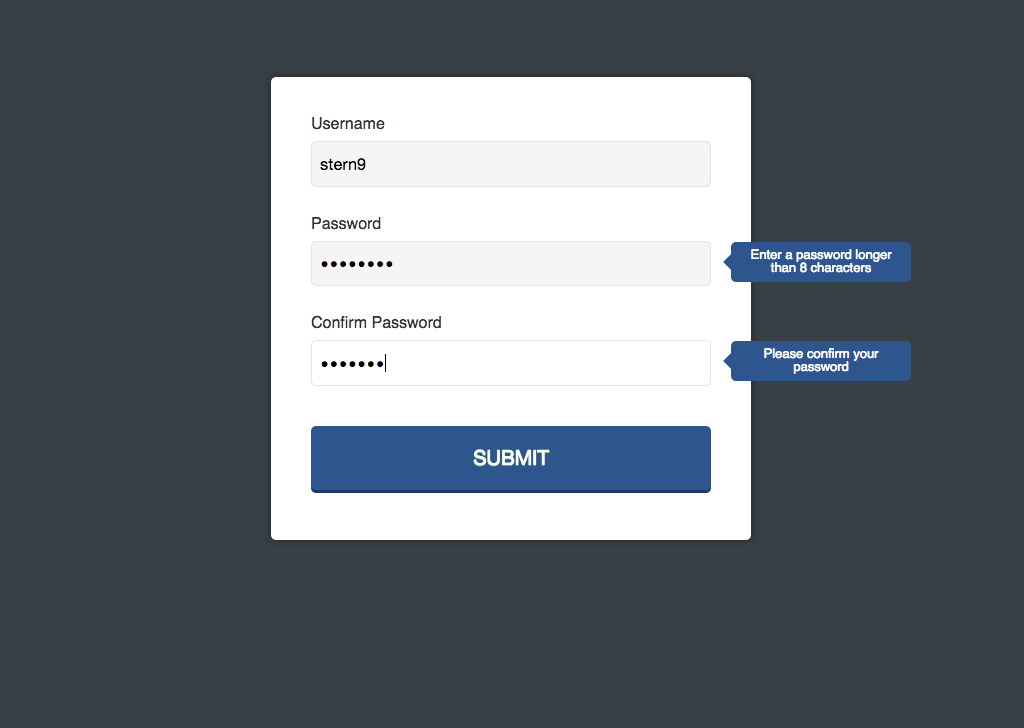 Username
stern9
Password
••••••••
Enter a password longer
than 8 characters
Confirm Password
•••••••
Please confirm your
password
SUBMIT